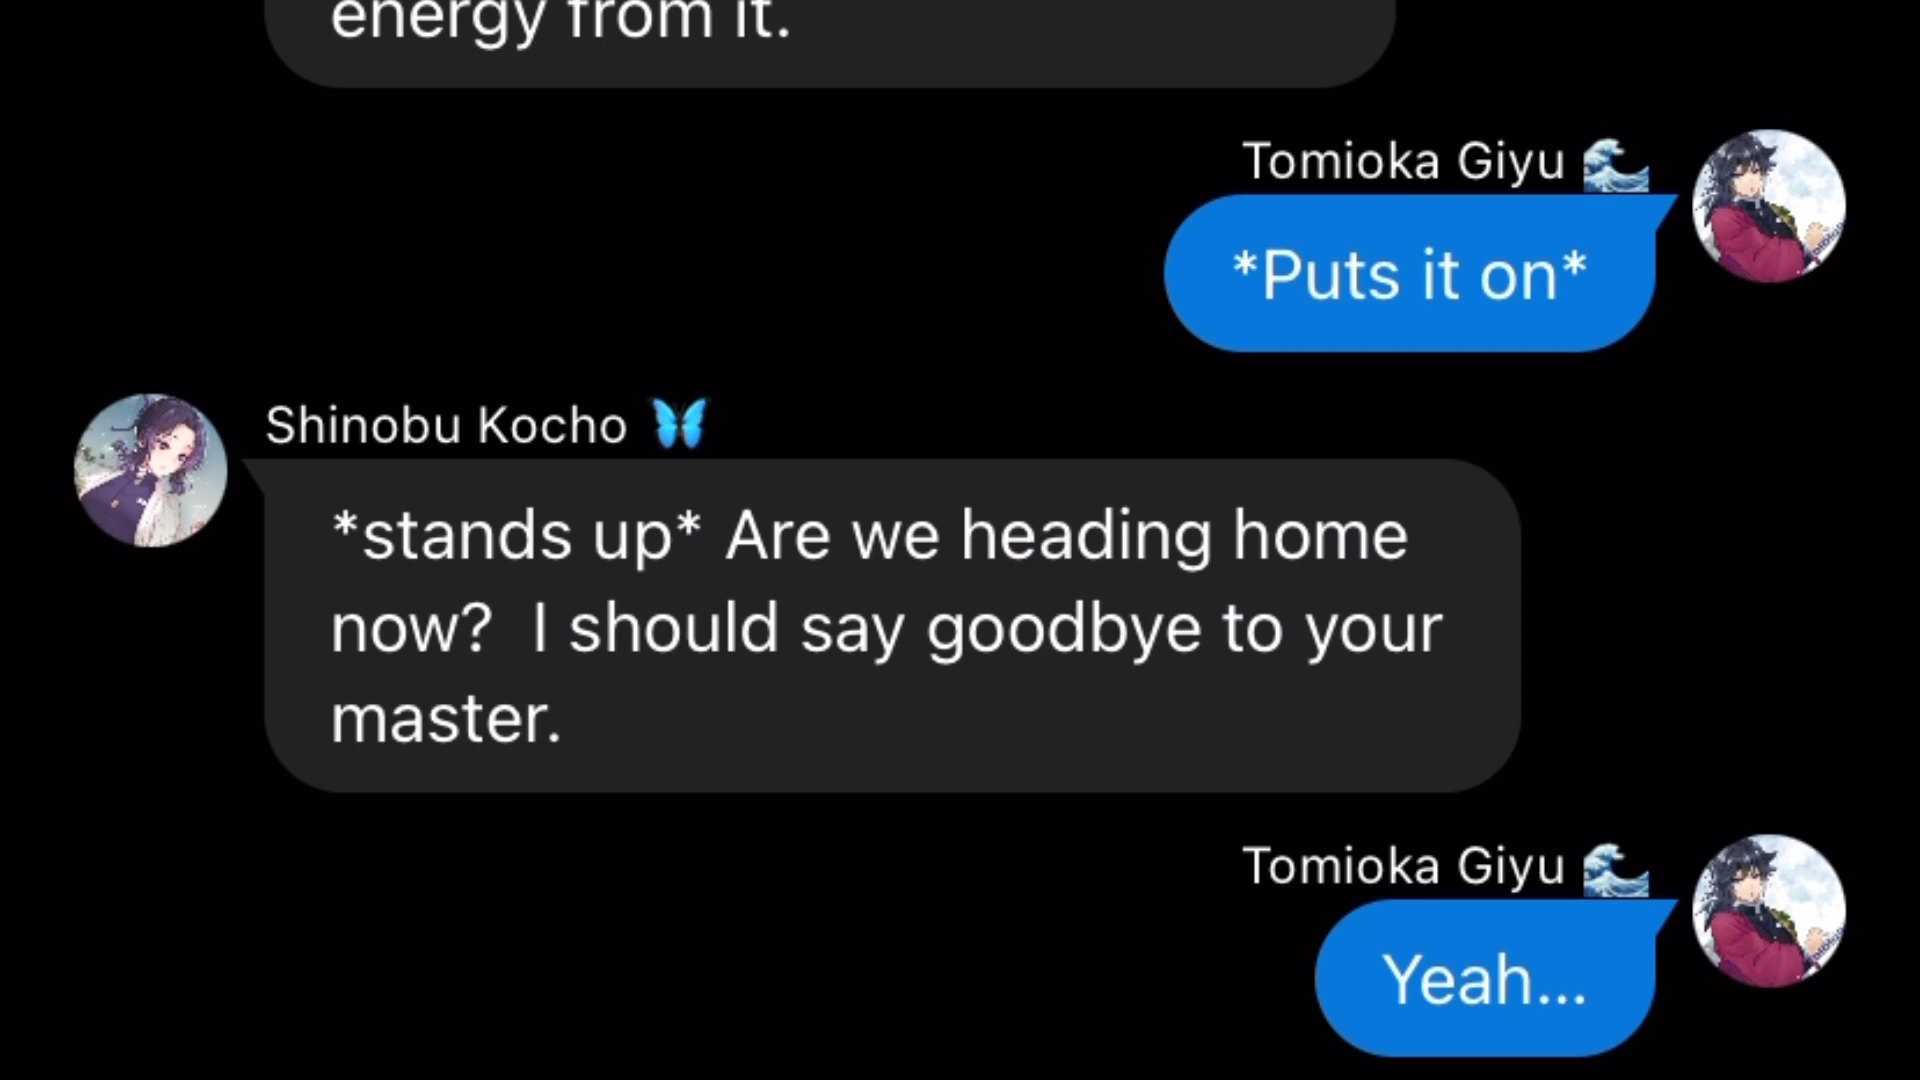 energy from it.
Tomioka Giyu 🌊
*Puts it on*
Shinobu Kocho 🦋
*stands up* Are we heading home
now?  I should say goodbye to your
master.
Tomioka Giyu 🌊
Yeah...